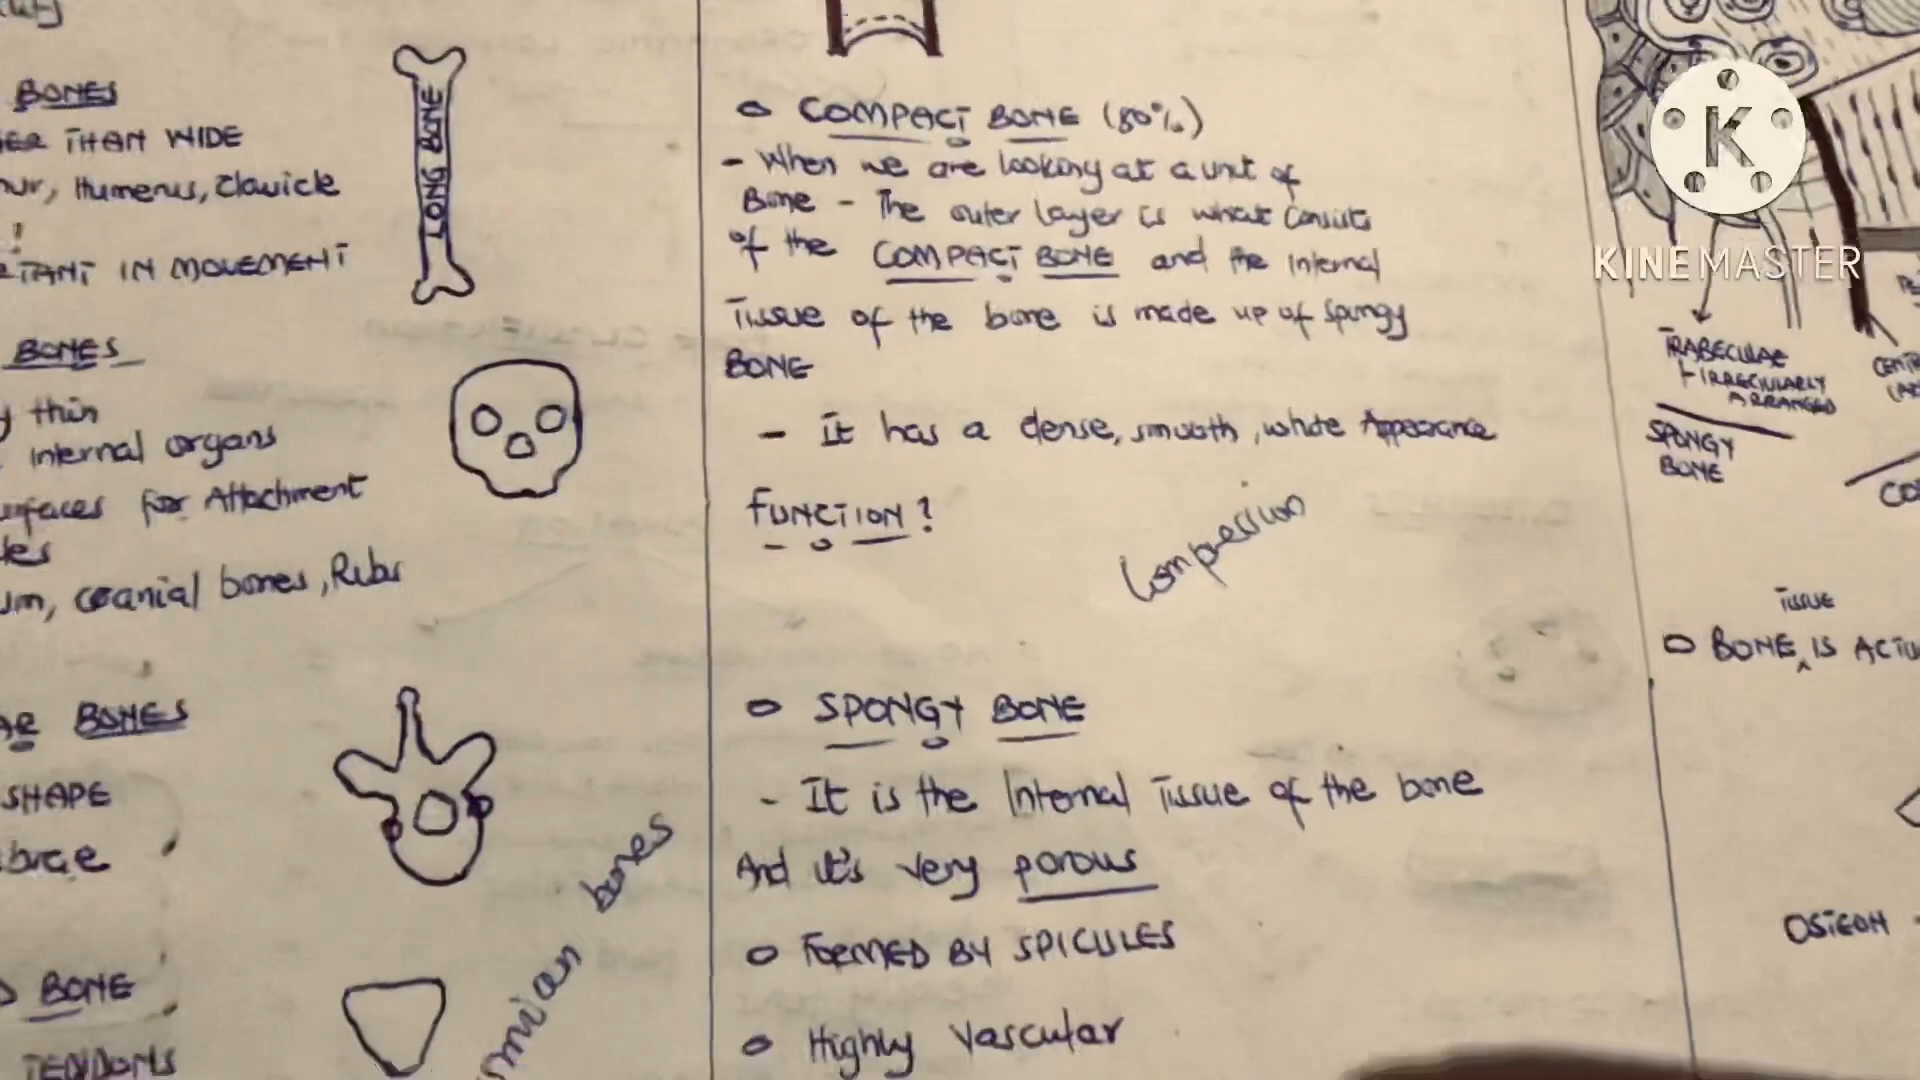 BONES
THAN WIDE
Humerus, Clavicle
!
IN MOVEMENT
LONG BONE
BONES
thin
Internal organs
for Attachment
cranial bones, Ribs
BONES
SHAPE
BONE
TENDONS
bones
COMPACT BONE (80%)
- When we are looking at a unit of
Bone - The outer layer is what consists
of the COMPACT BONE and the internal
Tissue of the bone is made up of spongy
BONE
- It has a dense, smooth, white Appearance
FUNCTION?
Compression
SPONGY BONE
- It is the Internal Tissue of the bone
And it's very porous
FORMED BY SPICULES
Highly Vascular
K
KINEMASTER
TRABECULAE
IRREGULARLY
ARRANGED
SPONGY
BONE
TISSUE
BONE ^ IS
OSTEON